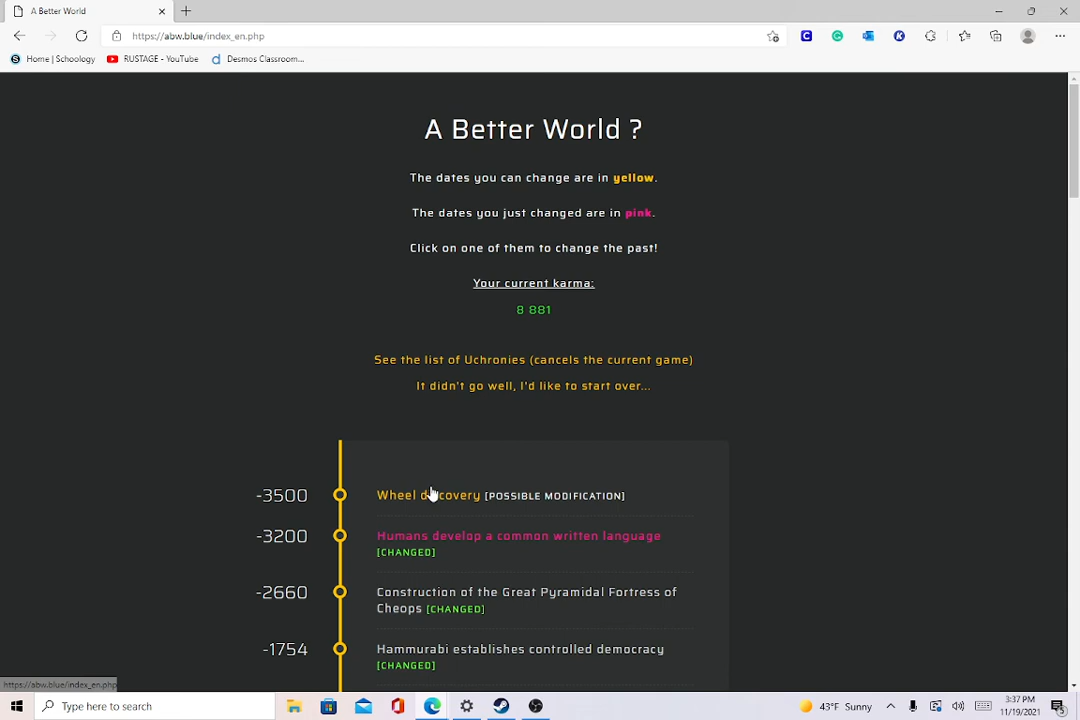 A Better World
https://abw.blue/index_en.php
Home | Schoology
RUSTAGE - YouTube
Desmos Classroom...
A Better World ?
The dates you can change are in yellow.
The dates you just changed are in pink.
Click on one of them to change the past!
Your current karma:
8 881
See the list of Uchronies (cancels the current game)
It didn't go well, I'd like to start over...
-3500 Wheel discovery [POSSIBLE MODIFICATION]
-3200 Humans develop a common written language
[CHANGED]
-2660 Construction of the Great Pyramidal Fortress of
Cheops [CHANGED]
-1754 Hammurabi establishes controlled democracy
[CHANGED]
https://abw.blue/index_en.php
Type here to search
43°F Sunny
3:37 PM
11/19/2021